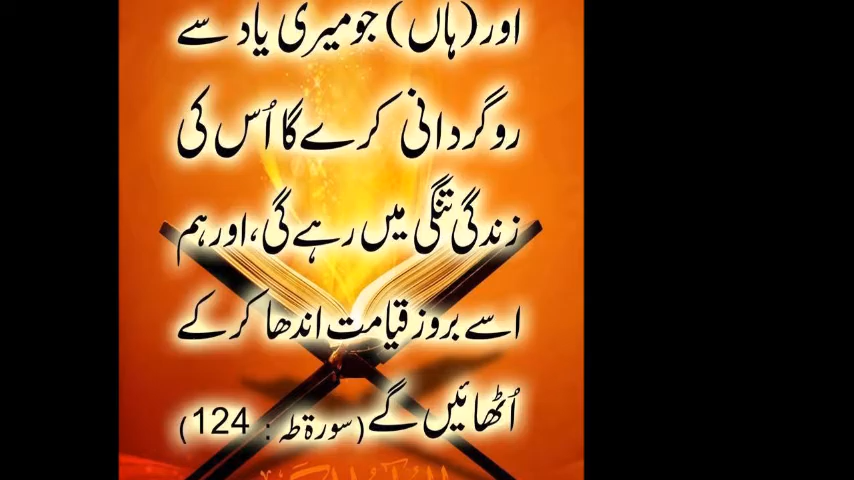 اور (ہاں) جو میری یاد سے
روگردانی کرے گا اُس کی
زندگی تنگی میں رہے گی، اور ہم
اسے بروز قیامت اندھا کر کے
اُٹھائیں گے (سورۃ طہٰ : 124)